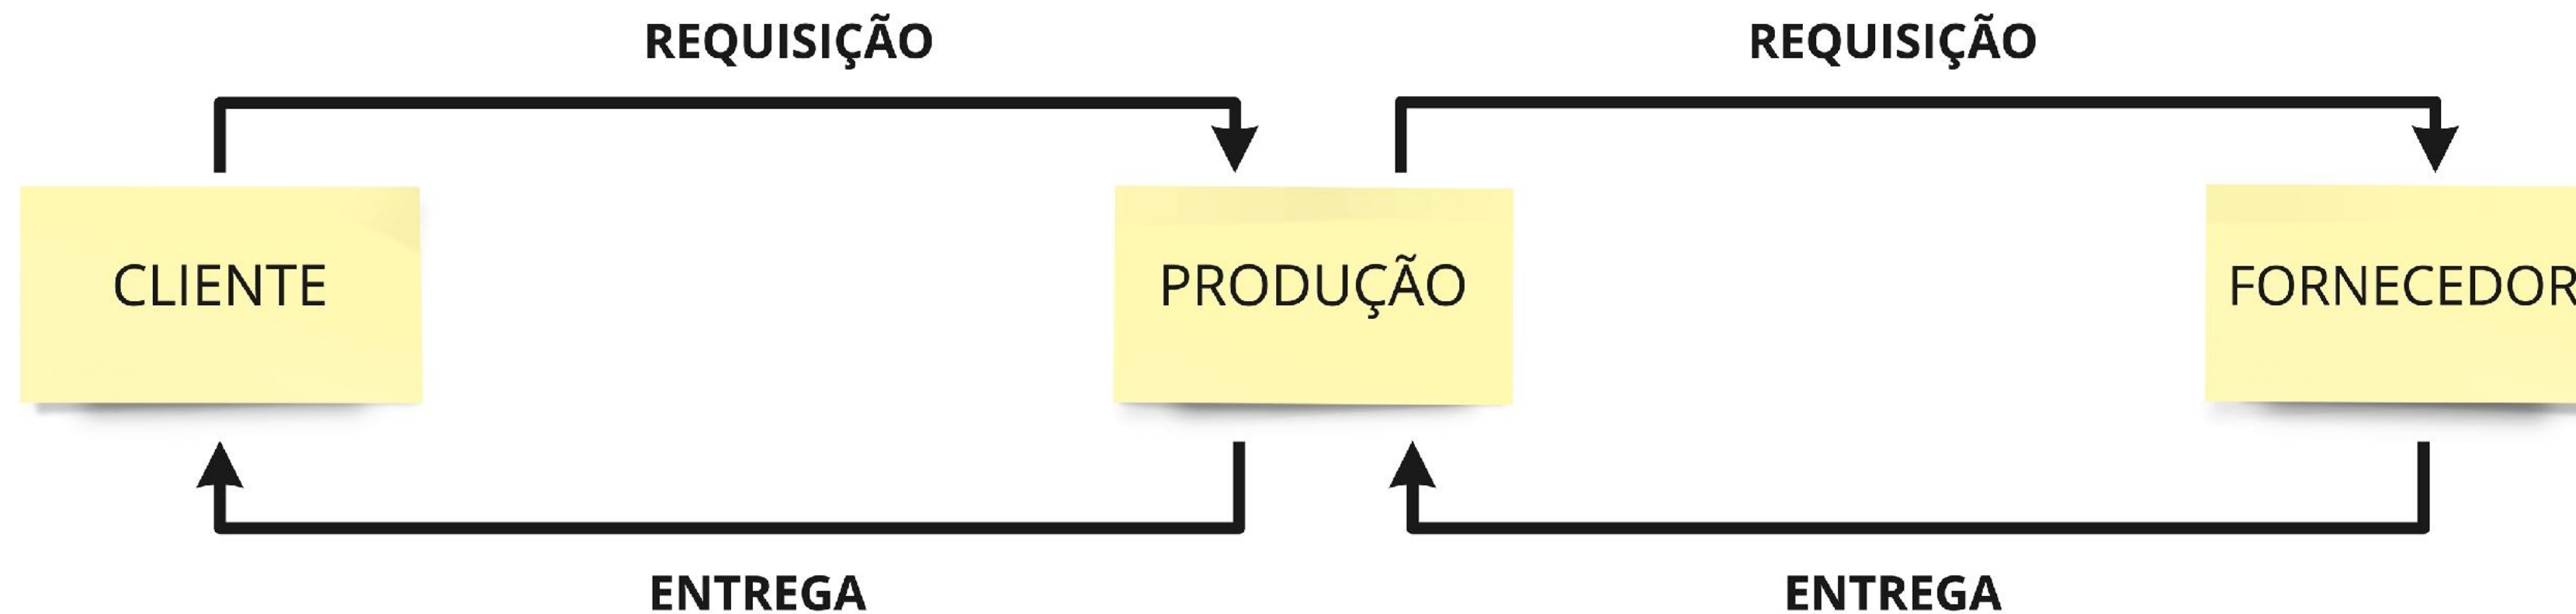 REQUISIÇÃO
REQUISIÇÃO
CLIENTE
PRODUÇÃO
FORNECEDOR
ENTREGA
ENTREGA